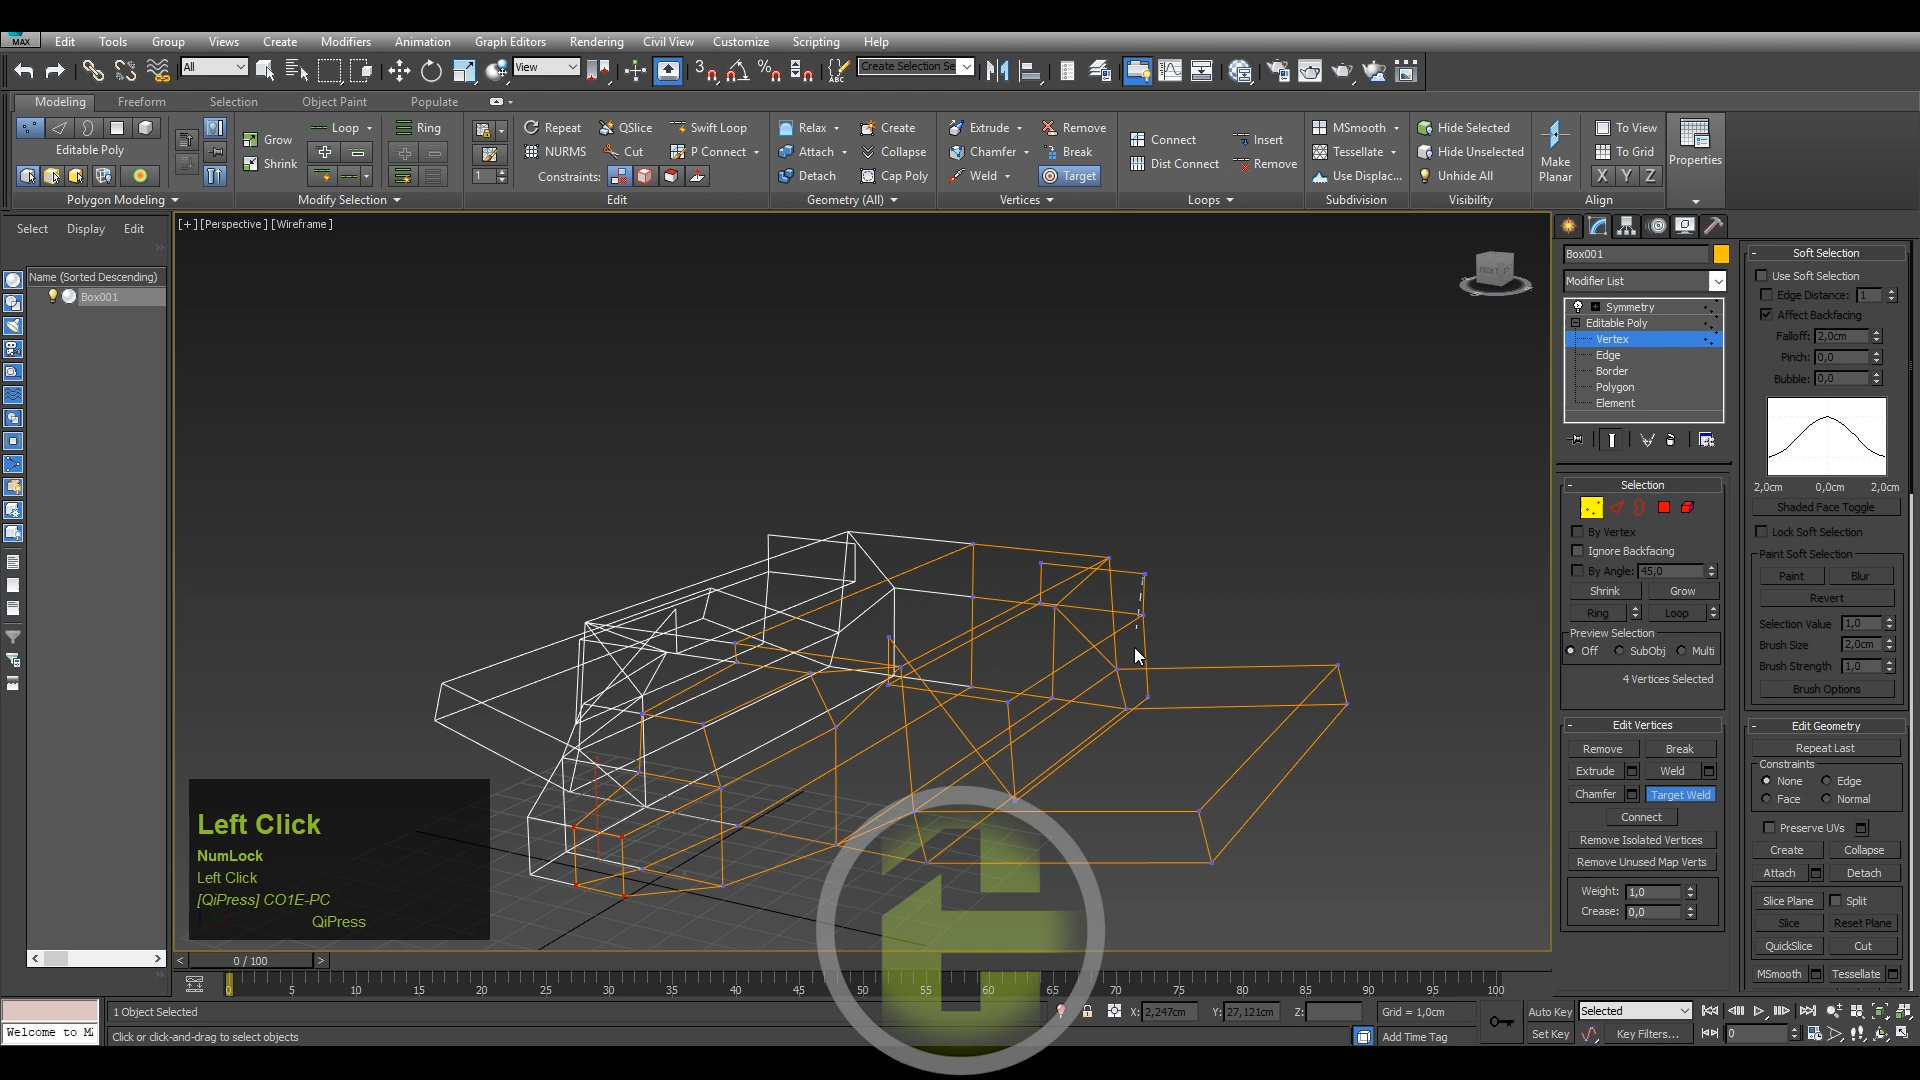 MAX Edit Tools Group Views Create Modifiers Animation Graph Editors Rendering Civil View Customize Scripting Help
All View Create Selection Se
Modeling Freeform Selection Object Paint Populate
Editable Poly
Polygon Modeling
Grow
Shrink
Loop
Ring
Modify Selection
1
Repeat QSlice Swift Loop
NURMS Cut P Connect
Constraints:
Edit
Relax Create
Attach Collapse
Detach Cap Poly
Geometry (All)
Extrude Remove
Chamfer Break
Weld Target
Vertices
Connect Insert
Dist Connect Remove
Loops
MSmooth
Tessellate
Use Displac...
Subdivision
Hide Selected
Hide Unselected
Unhide All
Visibility
Make
Planar
To View
To Grid
X Y Z
Align
Properties
Select Display Edit
Name (Sorted Descending)
Box001
[+] [Perspective] [Wireframe]
FRONT
Box001
Modifier List
Symmetry
Editable Poly
Vertex
Edge
Border
Polygon
Element
Selection
By Vertex
Ignore Backfacing
By Angle: 45,0
Shrink Grow
Ring Loop
Preview Selection
Off SubObj Multi
4 Vertices Selected
Edit Vertices
Remove Break
Extrude Weld
Chamfer Target Weld
Connect
Remove Isolated Vertices
Remove Unused Map Verts
Weight: 1,0
Crease: 0,0
Soft Selection
Use Soft Selection
Edge Distance: 1
Affect Backfacing
Falloff: 2,0cm
Pinch: 0,0
Bubble: 0,0
2,0cm 0,0cm 2,0cm
Shaded Face Toggle
Lock Soft Selection
Paint Soft Selection
Paint Blur
Revert
Selection Value 1,0
Brush Size 2,0cm
Brush Strength 1,0
Brush Options
Edit Geometry
Repeat Last
Constraints
None Edge
Face Normal
Preserve UVs
Create Collapse
Attach Detach
Slice Plane Split
Slice Reset Plane
QuickSlice Cut
MSmooth Tessellate
Left Click
NumLock
Left Click
[QiPress] CO1E-PC
QiPress
0 / 100
0 5 10 15 20 25 30 35 40 45 50 55 60 65 70 75 80 85 90 95 100
1 Object Selected
X: 2,247cm Y: 27,121cm Z: Grid = 1,0cm
Auto Key Selected
Welcome to M
Click or click-and-drag to select objects
Add Time Tag
Set Key Key Filters... 0